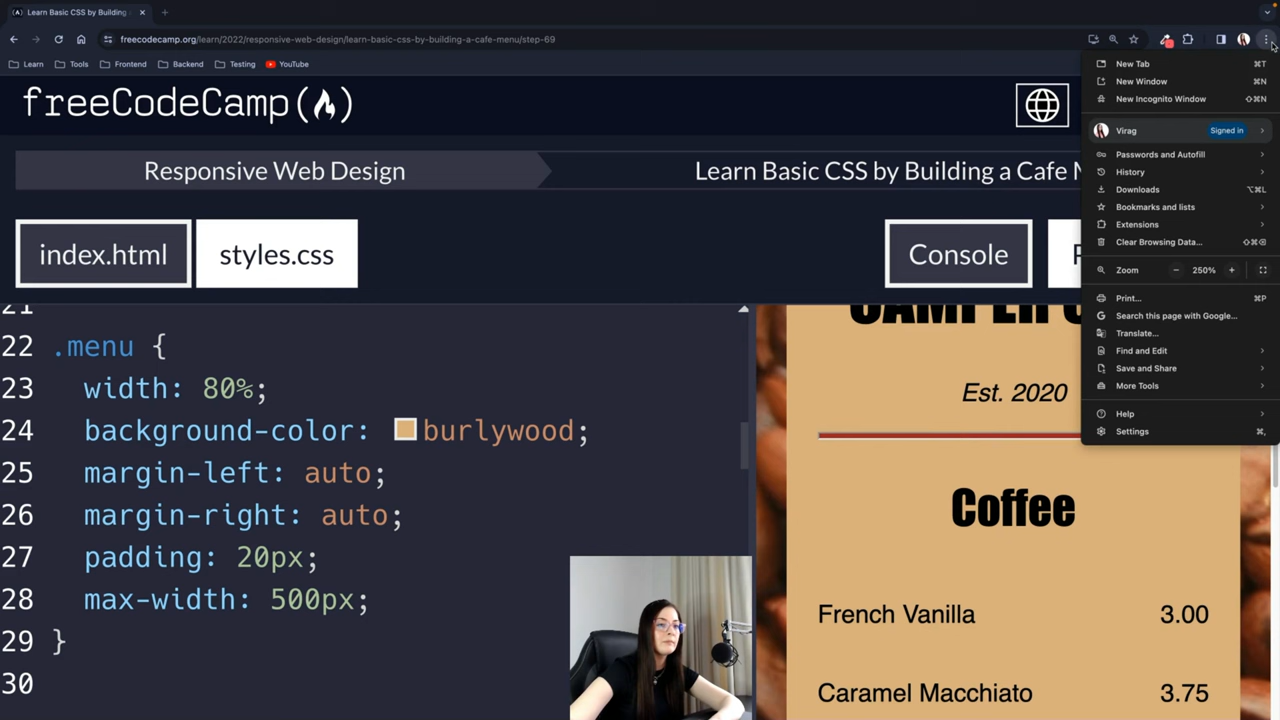 Learn Basic CSS by Building
freecodecamp.org/learn/2022/responsive-web-design/learn-basic-css-by-building-a-cafe-menu/step-69
Learn Tools Frontend Backend Testing YouTube
freeCodeCamp
Responsive Web Design Learn Basic CSS by Building a Cafe
index.html styles.css Console
21
22 .menu {
23 width: 80%;
24 background-color: burlywood;
25 margin-left: auto;
26 margin-right: auto;
27 padding: 20px;
28 max-width: 500px;
29 }
30
CAMPER
Est. 2020
Coffee
French Vanilla 3.00
Caramel Macchiato 3.75
New Tab ⌘T
New Window ⌘N
New Incognito Window ⇧⌘N
Virag Signed in
Passwords and Autofill
History
Downloads ⌥⌘L
Bookmarks and lists
Extensions
Clear Browsing Data... ⇧⌘⌫
Zoom − 250% +
Print... ⌘P
Search this page with Google...
Translate...
Find and Edit
Save and Share
More Tools
Help
Settings ⌘,